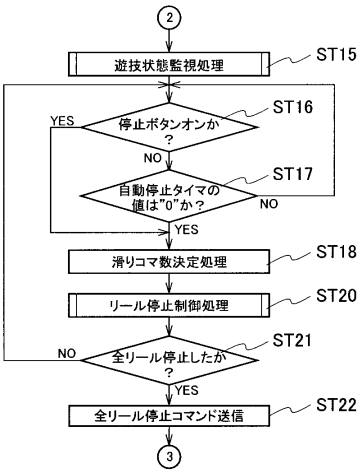 2
遊技状態監視処理
ST15
停止ボタンオンか
?
ST16
YES
NO
自動停止タイマの
値は"0"か?
ST17
NO
YES
滑りコマ数決定処理
ST18
リール停止制御処理
ST20
全リール停止したか
?
ST21
NO
YES
全リール停止コマンド送信
ST22
3